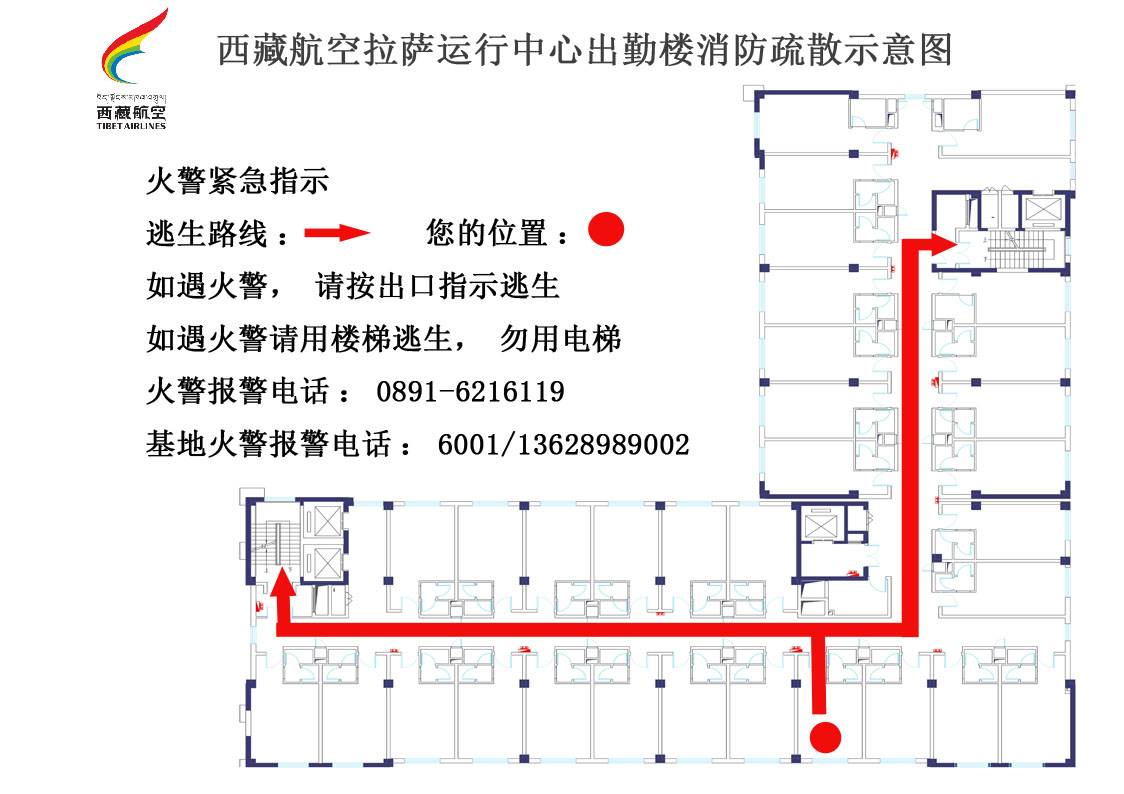 西藏航空拉萨运行中心出勤楼消防疏散示意图
西藏航空
TIBET AIRLINES
火警紧急指示
逃生路线： 您的位置：
如遇火警， 请按出口指示逃生
如遇火警请用楼梯逃生， 勿用电梯
火警报警电话： 0891-6216119
基地火警报警电话： 6001/13628989002
上
下
上
下